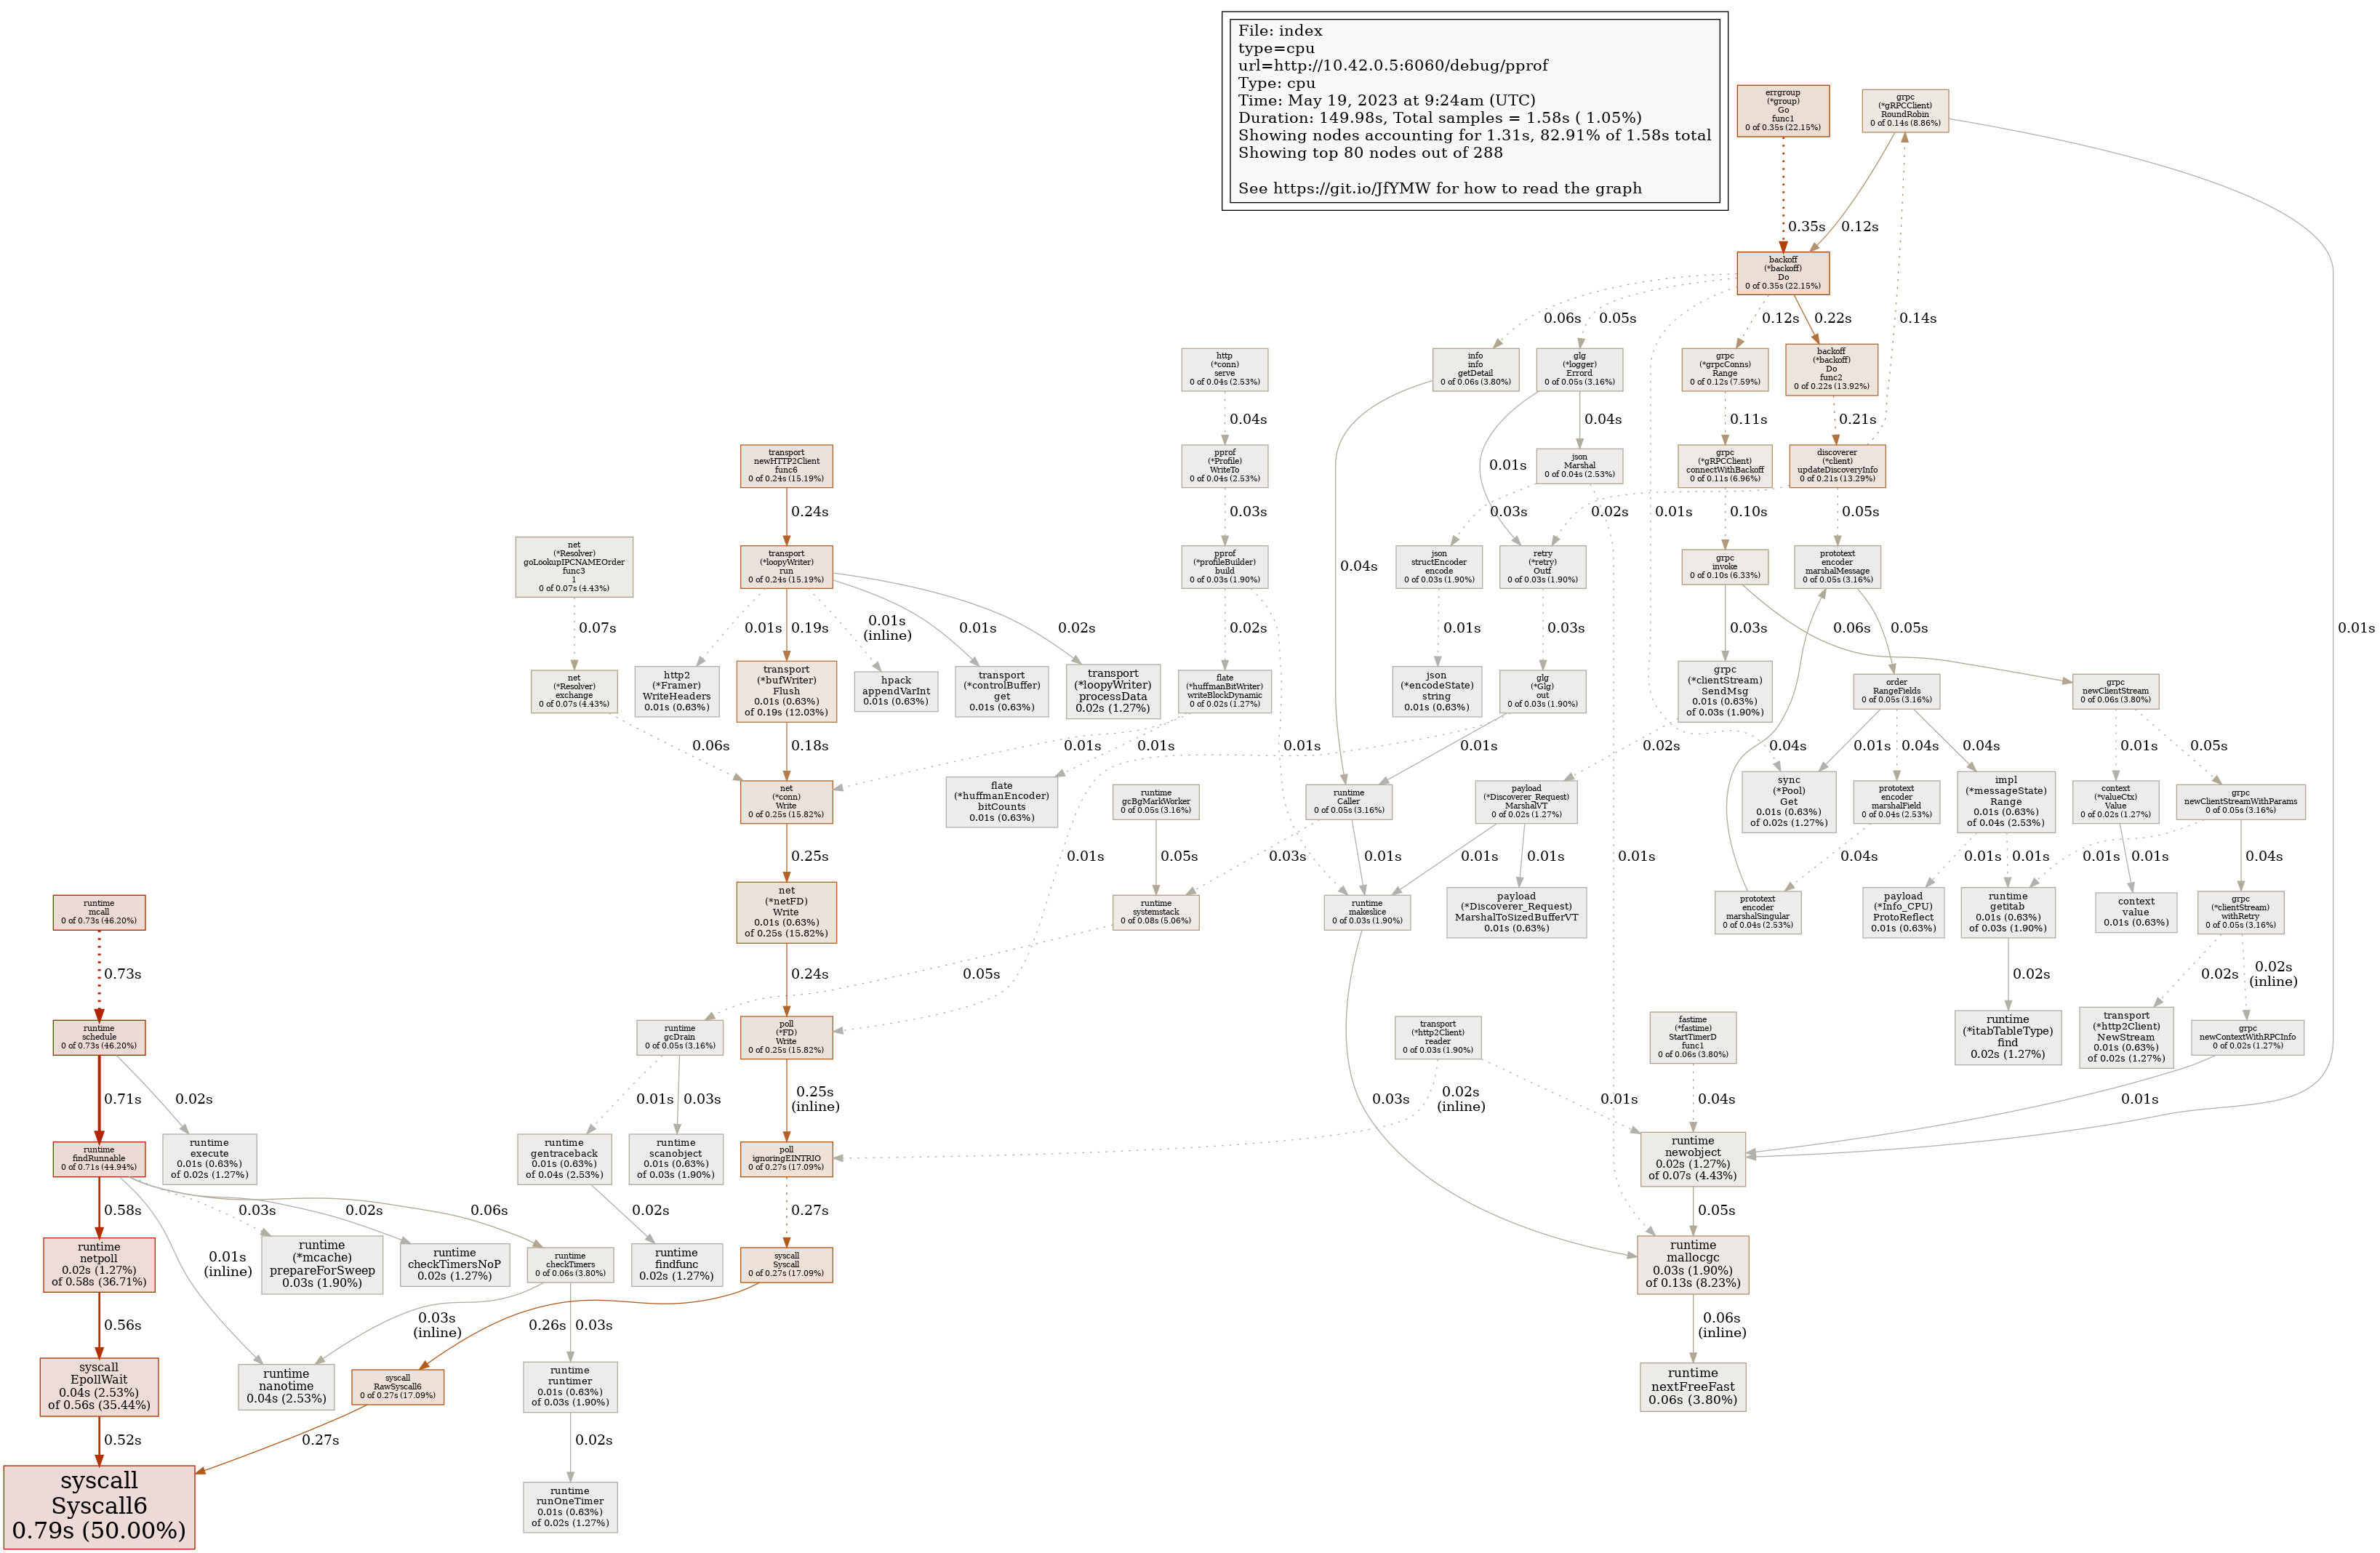 File: index
type=cpu
url=http://10.42.0.5:6060/debug/pprof
Type: cpu
Time: May 19, 2023 at 9:24am (UTC)
Duration: 149.98s, Total samples = 1.58s ( 1.05%)
Showing nodes accounting for 1.31s, 82.91% of 1.58s total
Showing top 80 nodes out of 288
See https://git.io/JfYMW for how to read the graph
errgroup
(*group)
Go
func1
0 of 0.35s (22.15%)
grpc
(*gRPCClient)
RoundRobin
0 of 0.14s (8.86%)
0.35s
0.12s
backoff
(*backoff)
Do
0 of 0.35s (22.15%)
0.06s
0.05s
0.12s
0.22s
0.14s
http
(*conn)
serve
0 of 0.04s (2.53%)
info
info
getDetail
0 of 0.06s (3.80%)
glg
(*logger)
Errord
0 of 0.05s (3.16%)
grpc
(*grpcConns)
Range
0 of 0.12s (7.59%)
backoff
(*backoff)
Do
func2
0 of 0.22s (13.92%)
0.04s
0.04s
0.11s
0.21s
transport
newHTTP2Client
func6
0 of 0.24s (15.19%)
pprof
(*Profile)
WriteTo
0 of 0.04s (2.53%)
0.01s
json
Marshal
0 of 0.04s (2.53%)
grpc
(*gRPCClient)
connectWithBackoff
0 of 0.11s (6.96%)
discoverer
(*client)
updateDiscoveryInfo
0 of 0.21s (13.29%)
0.24s
0.03s
0.03s
0.02s
0.01s
0.10s
0.05s
net
(*Resolver)
goLookupIPCNAMEOrder
func3
1
0 of 0.07s (4.43%)
transport
(*loopyWriter)
run
0 of 0.24s (15.19%)
pprof
(*profileBuilder)
build
0 of 0.03s (1.90%)
0.04s
json
structEncoder
encode
0 of 0.03s (1.90%)
retry
(*retry)
Outf
0 of 0.03s (1.90%)
grpc
invoke
0 of 0.10s (6.33%)
prototext
encoder
marshalMessage
0 of 0.05s (3.16%)
0.07s
0.01s
0.19s
0.01s
(inline)
0.01s
0.02s
0.02s
0.01s
0.03s
0.03s
0.06s
0.05s
0.01s
net
(*Resolver)
exchange
0 of 0.07s (4.43%)
http2
(*Framer)
WriteHeaders
0.01s (0.63%)
transport
(*bufWriter)
Flush
0.01s (0.63%)
of 0.19s (12.03%)
hpack
appendVarInt
0.01s (0.63%)
transport
(*controlBuffer)
get
0.01s (0.63%)
transport
(*loopyWriter)
processData
0.02s (1.27%)
flate
(*huffmanBitWriter)
writeBlockDynamic
0 of 0.02s (1.27%)
json
(*encodeState)
string
0.01s (0.63%)
glg
(*Glg)
out
0 of 0.03s (1.90%)
grpc
(*clientStream)
SendMsg
0.01s (0.63%)
of 0.03s (1.90%)
order
RangeFields
0 of 0.05s (3.16%)
grpc
newClientStream
0 of 0.06s (3.80%)
0.06s
0.18s
0.01s
0.01s
0.01s
0.01s
0.02s
0.04s
0.01s
0.04s
0.04s
0.01s
0.05s
net
(*conn)
Write
0 of 0.25s (15.82%)
flate
(*huffmanEncoder)
bitCounts
0.01s (0.63%)
runtime
gcBgMarkWorker
0 of 0.05s (3.16%)
runtime
Caller
0 of 0.05s (3.16%)
payload
(*Discoverer_Request)
MarshalVT
0 of 0.02s (1.27%)
sync
(*Pool)
Get
0.01s (0.63%)
of 0.02s (1.27%)
prototext
encoder
marshalField
0 of 0.04s (2.53%)
impl
(*messageState)
Range
0.01s (0.63%)
of 0.04s (2.53%)
context
(*valueCtx)
Value
0 of 0.02s (1.27%)
grpc
newClientStreamWithParams
0 of 0.05s (3.16%)
0.25s
0.01s
0.05s
0.03s
0.01s
0.01s
0.01s
0.01s
0.04s
0.01s
0.01s
0.01s
0.01s
0.04s
runtime
mcall
0 of 0.73s (46.20%)
net
(*netFD)
Write
0.01s (0.63%)
of 0.25s (15.82%)
runtime
systemstack
0 of 0.08s (5.06%)
runtime
makeslice
0 of 0.03s (1.90%)
payload
(*Discoverer_Request)
MarshalToSizedBufferVT
0.01s (0.63%)
prototext
encoder
marshalSingular
0 of 0.04s (2.53%)
payload
(*Info_CPU)
ProtoReflect
0.01s (0.63%)
runtime
getitab
0.01s (0.63%)
of 0.03s (1.90%)
context
value
0.01s (0.63%)
grpc
(*clientStream)
withRetry
0 of 0.05s (3.16%)
0.73s
0.24s
0.05s
0.02s
0.02s
0.02s
(inline)
runtime
schedule
0 of 0.73s (46.20%)
runtime
gcDrain
0 of 0.05s (3.16%)
poll
(*FD)
Write
0 of 0.25s (15.82%)
transport
(*http2Client)
reader
0 of 0.03s (1.90%)
fastime
(*fastime)
StartTimerD
func1
0 of 0.06s (3.80%)
runtime
(*itabTableType)
find
0.02s (1.27%)
transport
(*http2Client)
NewStream
0.01s (0.63%)
of 0.02s (1.27%)
grpc
newContextWithRPCInfo
0 of 0.02s (1.27%)
0.71s
0.02s
0.01s
0.03s
0.25s
(inline)
0.03s
0.02s
(inline)
0.01s
0.04s
0.01s
runtime
findRunnable
0 of 0.71s (44.94%)
runtime
execute
0.01s (0.63%)
of 0.02s (1.27%)
runtime
gentraceback
0.01s (0.63%)
of 0.04s (2.53%)
runtime
scanobject
0.01s (0.63%)
of 0.03s (1.90%)
poll
ignoringEINTRIO
0 of 0.27s (17.09%)
runtime
newobject
0.02s (1.27%)
of 0.07s (4.43%)
0.58s
0.01s
(inline)
0.03s
0.02s
0.06s
0.02s
0.27s
0.05s
runtime
netpoll
0.02s (1.27%)
of 0.58s (36.71%)
runtime
(*mcache)
prepareForSweep
0.03s (1.90%)
runtime
checkTimersNoP
0.02s (1.27%)
runtime
checkTimers
0 of 0.06s (3.80%)
runtime
findfunc
0.02s (1.27%)
syscall
Syscall
0 of 0.27s (17.09%)
runtime
mallocgc
0.03s (1.90%)
of 0.13s (8.23%)
0.56s
0.03s
(inline)
0.26s
0.03s
0.06s
(inline)
syscall
EpollWait
0.04s (2.53%)
of 0.56s (35.44%)
runtime
nanotime
0.04s (2.53%)
syscall
RawSyscall6
0 of 0.27s (17.09%)
runtime
runtimer
0.01s (0.63%)
of 0.03s (1.90%)
runtime
nextFreeFast
0.06s (3.80%)
0.52s
0.27s
0.02s
syscall
Syscall6
0.79s (50.00%)
runtime
runOneTimer
0.01s (0.63%)
of 0.02s (1.27%)